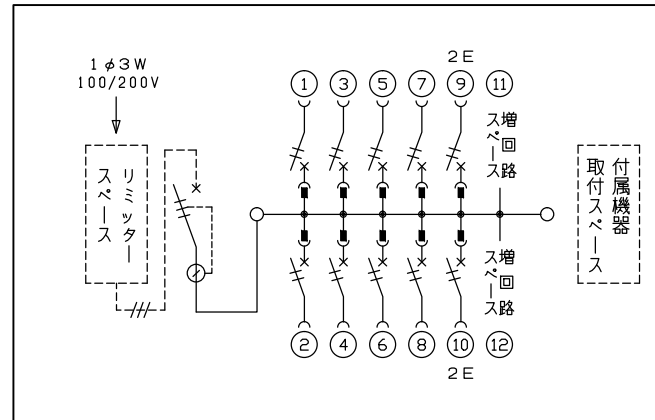 1φ3W
100/200V
リミッター
スペース
2E
1 3 5 7 9 11
増回路
スペース
付属機器
取付スペース
増回路
スペース
2 4 6 8 10 12
2E